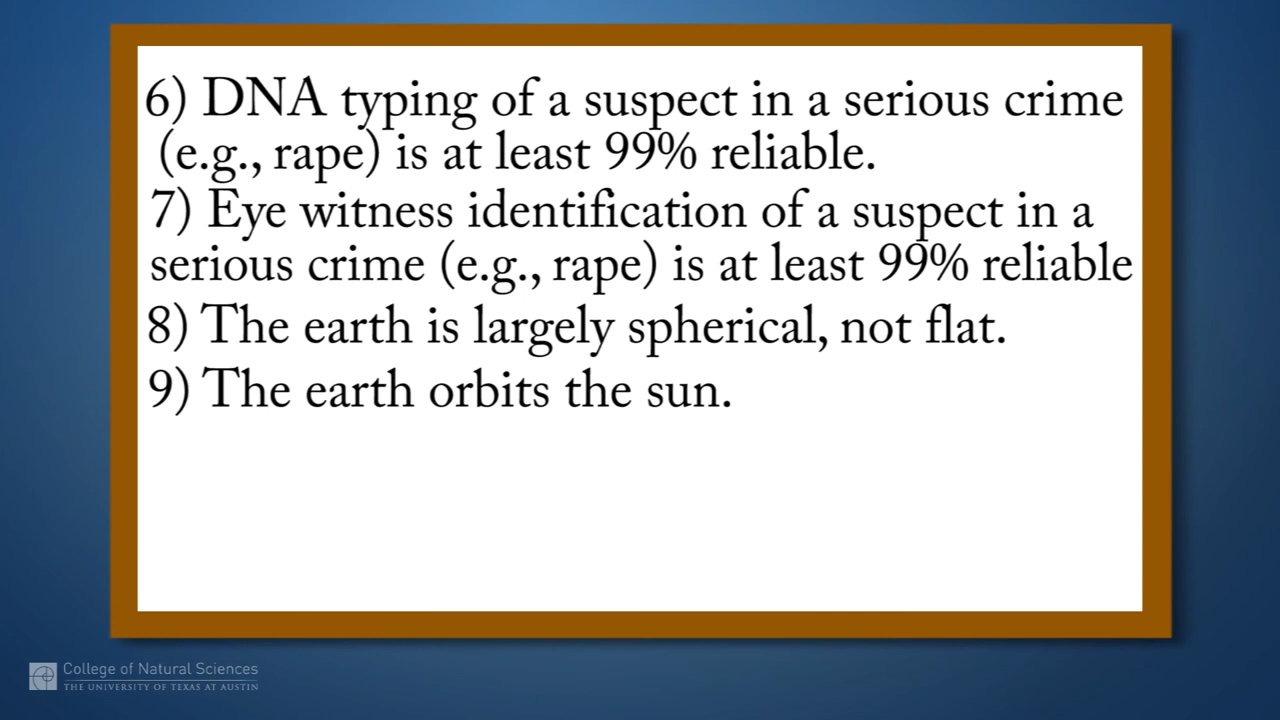 6) DNA typing of a suspect in a serious crime
(e.g., rape) is at least 99% reliable.
7) Eye witness identification of a suspect in a
serious crime (e.g., rape) is at least 99% reliable
8) The earth is largely spherical, not flat.
9) The earth orbits the sun.
College of Natural Sciences
THE UNIVERSITY OF TEXAS AT AUSTIN